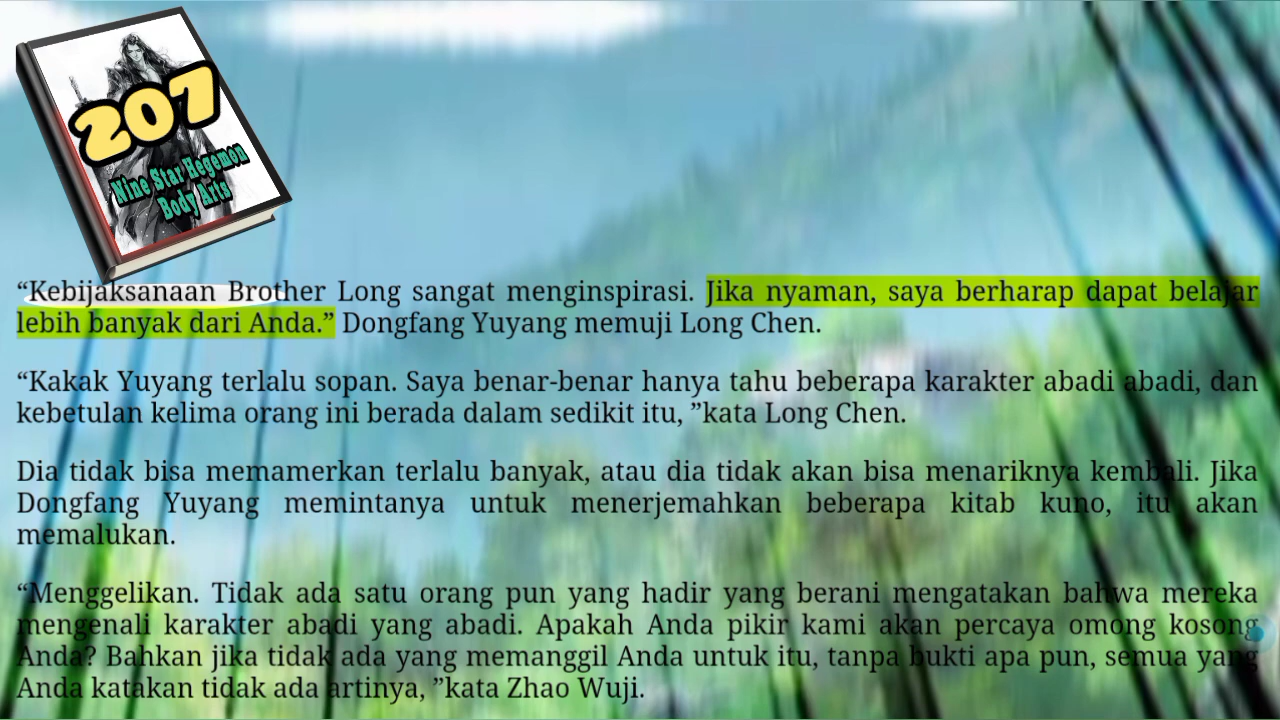 207
Nine Star Hegemon
Body Arts
“Kebijaksanaan Brother Long sangat menginspirasi. Jika nyaman, saya berharap dapat belajar
lebih banyak dari Anda.” Dongfang Yuyang memuji Long Chen.
“Kakak Yuyang terlalu sopan. Saya benar-benar hanya tahu beberapa karakter abadi abadi, dan
kebetulan kelima orang ini berada dalam sedikit itu, ”kata Long Chen.
Dia tidak bisa memamerkan terlalu banyak, atau dia tidak akan bisa menariknya kembali. Jika
Dongfang Yuyang memintanya untuk menerjemahkan beberapa kitab kuno, itu akan
memalukan.
“Menggelikan. Tidak ada satu orang pun yang hadir yang berani mengatakan bahwa mereka
mengenali karakter abadi yang abadi. Apakah Anda pikir kami akan percaya omong kosong
Anda? Bahkan jika tidak ada yang memanggil Anda untuk itu, tanpa bukti apa pun, semua yang
Anda katakan tidak ada artinya, ”kata Zhao Wuji.